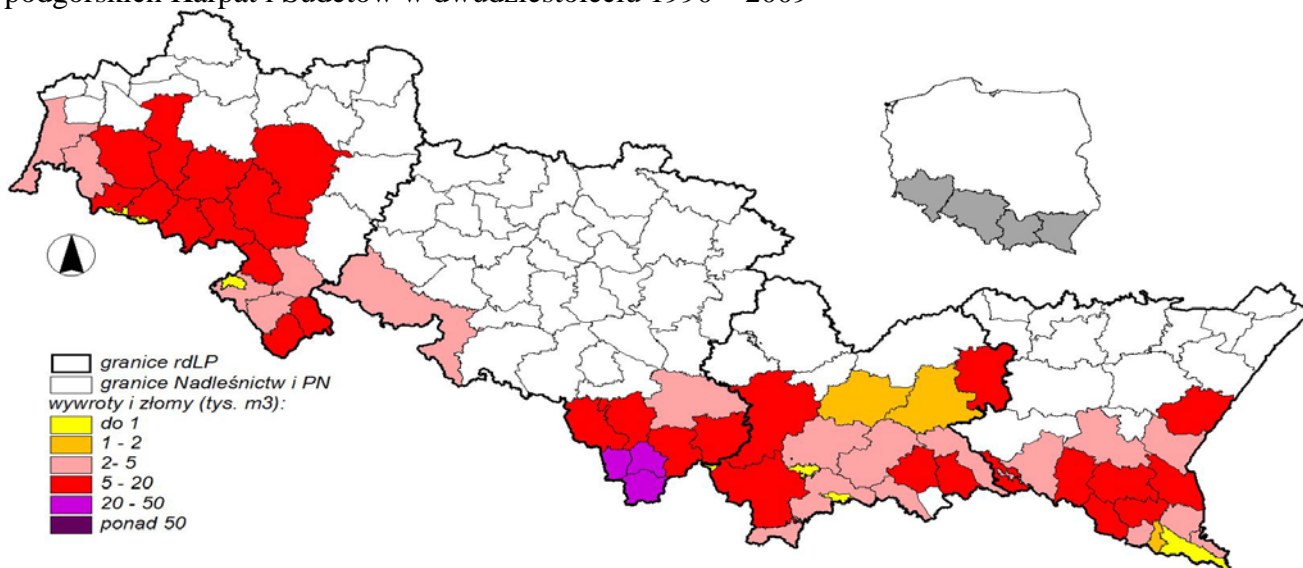 podgórskich Karpat i Sudetów w dwudziestoleciu 1990 – 2009
granice rdLP
granice Nadleśnictw i PN
wywroty i złomy (tys. m3):
do 1
1 - 2
2- 5
5 - 20
20 - 50
ponad 50